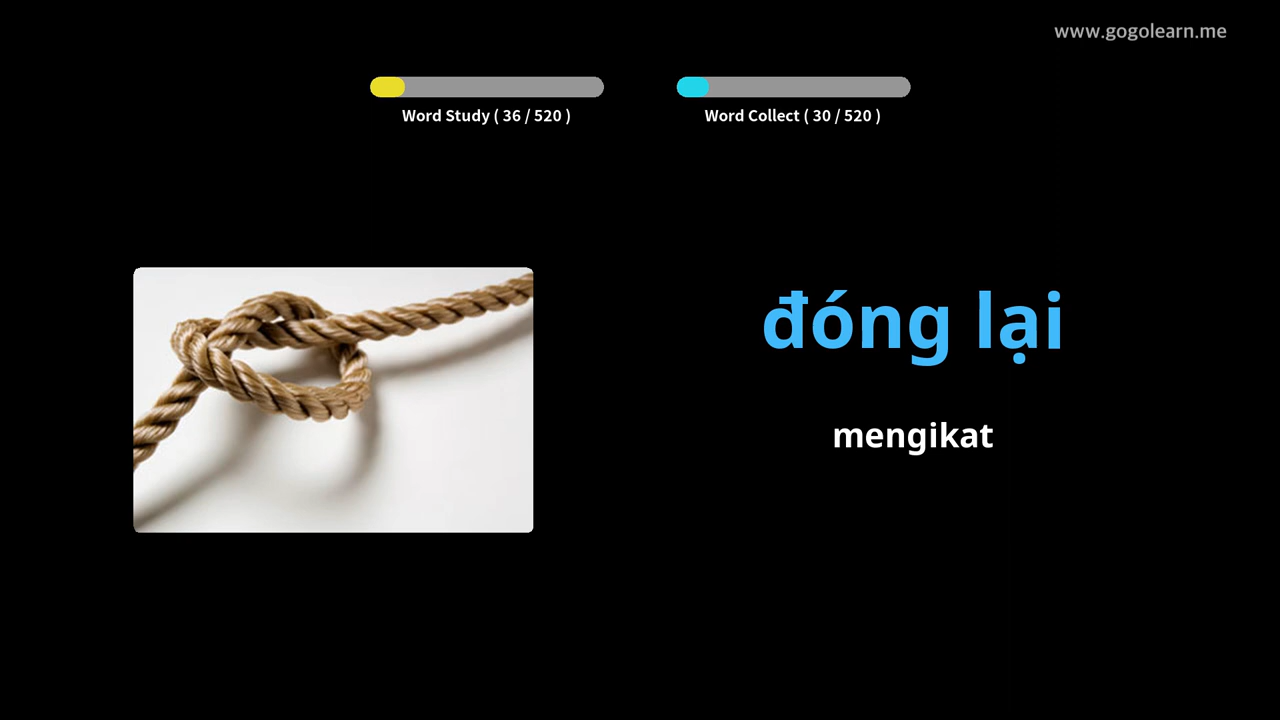 www.gogolearn.me
Word Study ( 36 / 520 )
Word Collect ( 30 / 520 )
đóng lại
mengikat